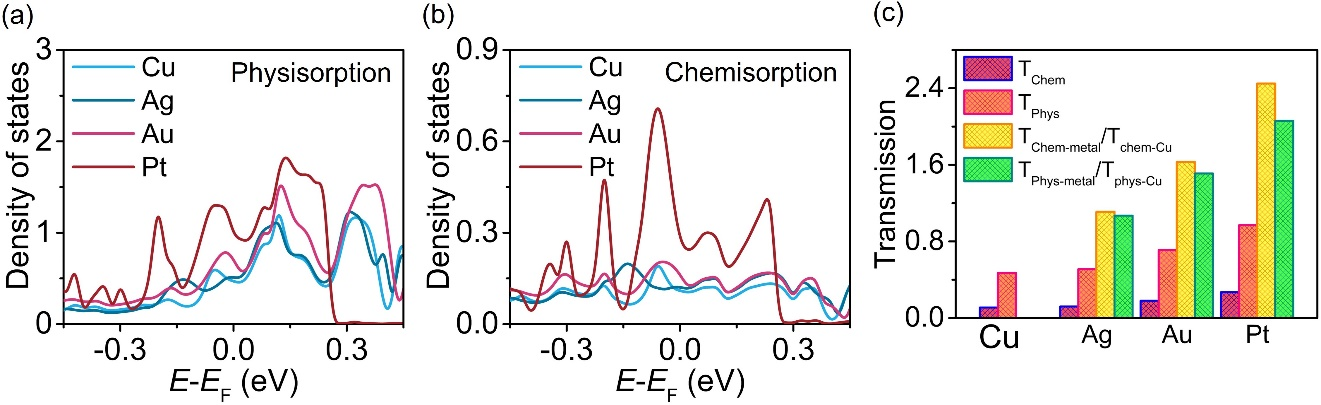 (a)
Density of states
3
2
1
0
Cu
Ag
Au
Pt
Physisorption
-0.3
0.0
0.3
E-EF (eV)
(b)
Density of states
0.9
0.6
0.3
0.0
Cu
Ag
Au
Pt
Chemisorption
-0.3
0.0
0.3
E-EF (eV)
(c)
Transmission
2.4
1.6
0.8
0.0
TChem
TPhys
TChem-metal/Tchem-Cu
TPhys-metal/Tphys-Cu
Cu
Ag
Au
Pt